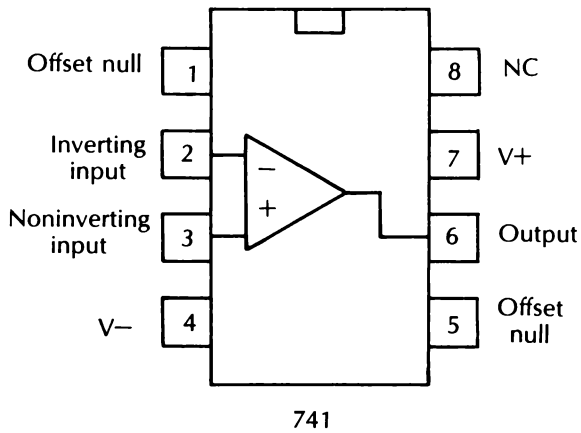 Offset null
1
8
NC
Inverting
input
2
−
7
V+
Noninverting
input
3
+
6
Output
V−
4
5
Offset
null
741